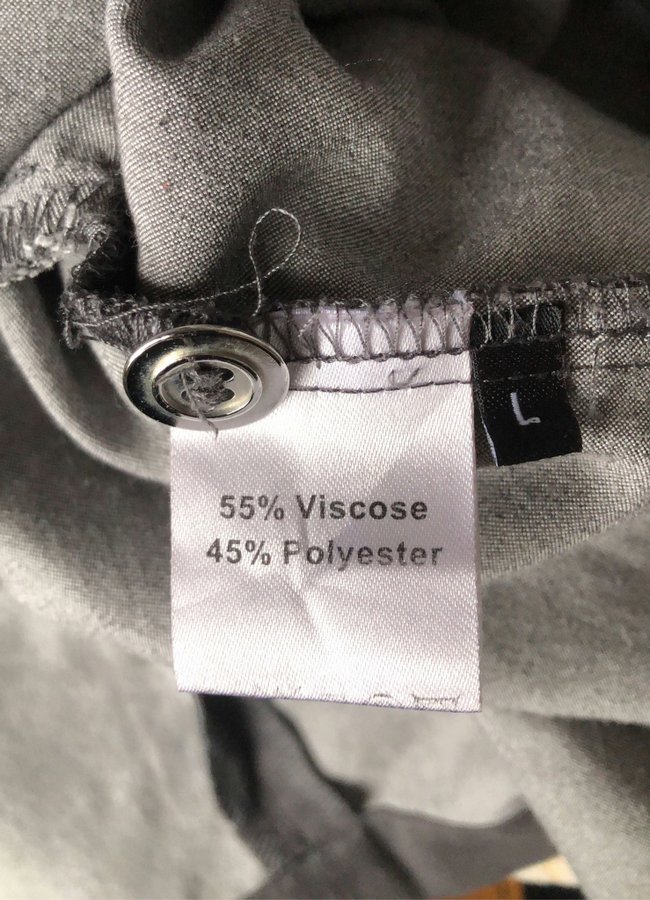 L
55% Viscose
45% Polyester